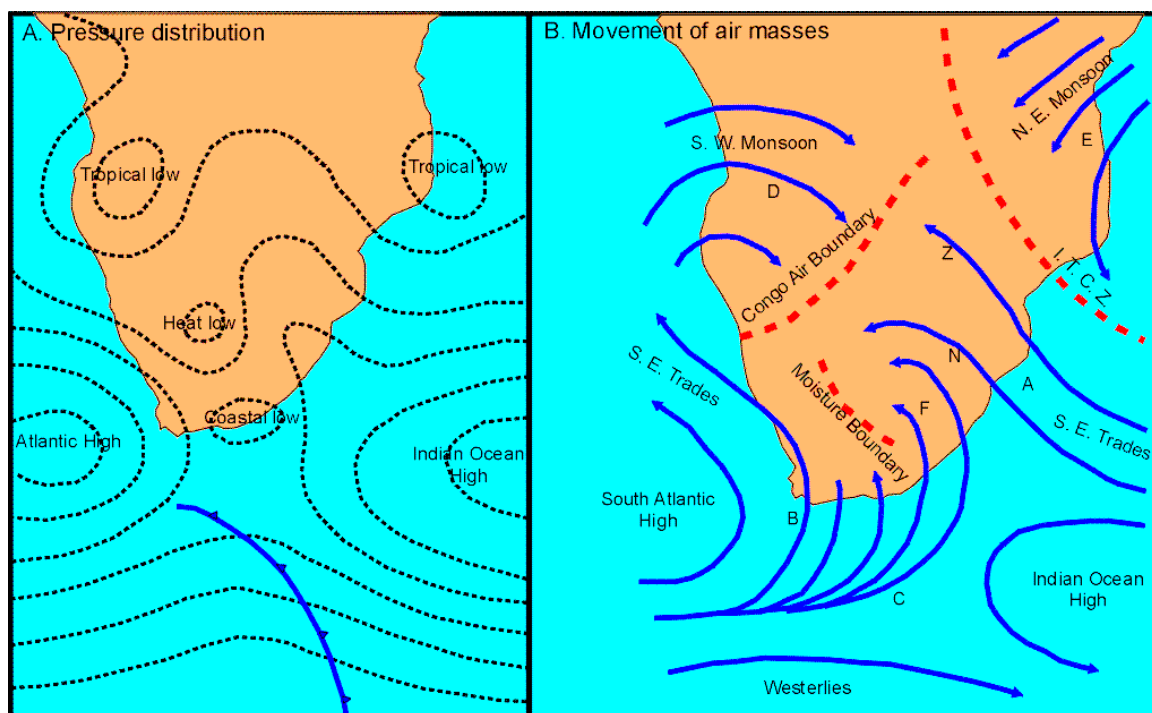 A. Pressure distribution
Tropical low
Tropical low
Heat low
Coastal low
Atlantic High
Indian Ocean
High
B. Movement of air masses
N. E. Monsoon
E
S. W. Monsoon
D
Congo Air Boundary
Z
I. T. C. Z.
S. E. Trades
N
A
Moisture Boundary
F
S. E. Trades
South Atlantic
High
B
C
Indian Ocean
High
Westerlies